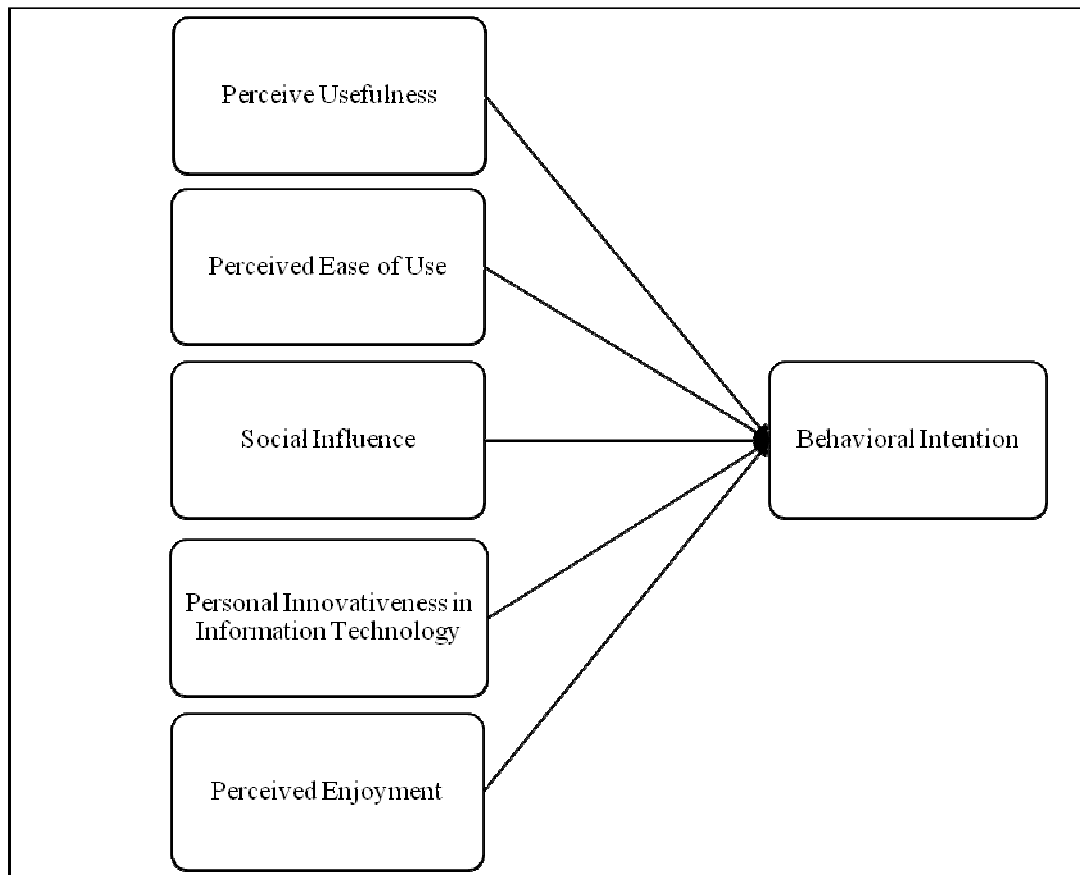 Perceive Usefulness
Perceived Ease of Use
Social Influence
Behavioral Intention
Personal Innovativeness in
Information Technology
Perceived Enjoyment